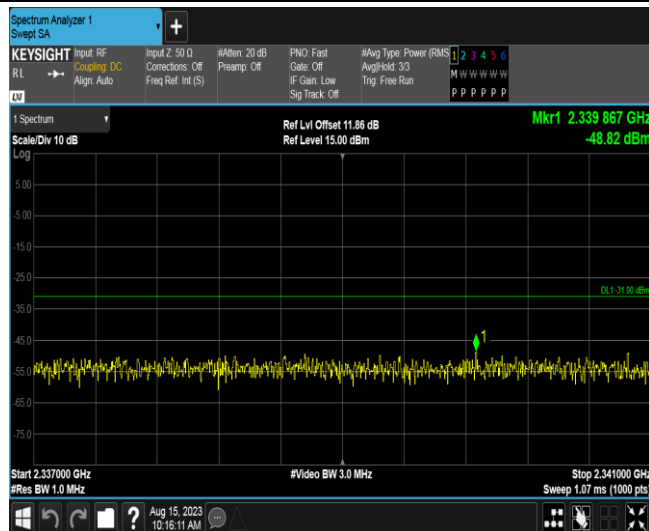 Spectrum Analyzer 1
Swept SA
+
KEYSIGHT Input: RF Input Z: 50 Ω #Atten: 20 dB PNO: Fast #Avg Type: Power (RMS 1 2 3 4 5 6
RL Coupling: DC Corrections: Off Preamp: Off Gate: Off Avg|Hold: 3/3 M W W W W W
Align: Auto Freq Ref: Int (S) IF Gain: Low Trig: Free Run
Sig Track: Off P P P P P P
LXI
1 Spectrum
Ref Lvl Offset 11.86 dB Mkr1 2.339 867 GHz
Scale/Div 10 dB Ref Level 15.00 dBm -48.82 dBm
Log
5.00
-5.00
-15.0
-25.0
DL1 -31.00 dBm
-35.0
1
-45.0
-55.0
-65.0
-75.0
Start 2.337000 GHz #Video BW 3.0 MHz Stop 2.341000 GHz
#Res BW 1.0 MHz Sweep 1.07 ms (1000 pts)
? Aug 15, 2023
10:16:11 AM